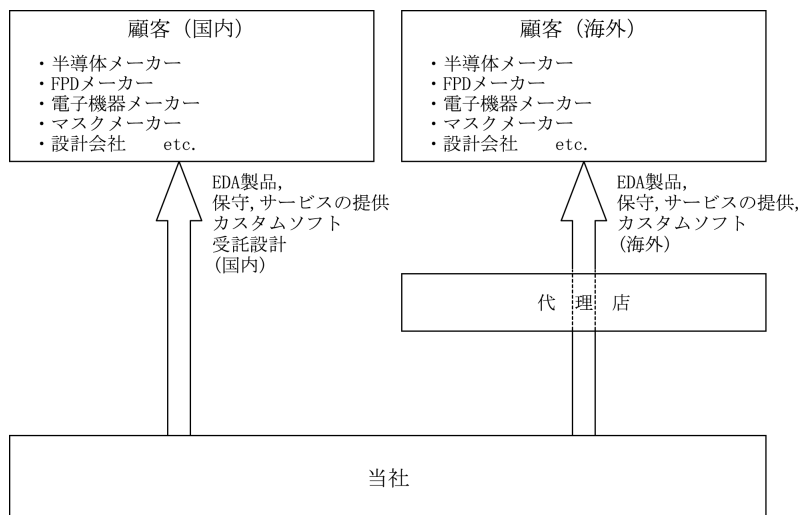 顧客（国内）
・半導体メーカー
・FPDメーカー
・電子機器メーカー
・マスクメーカー
・設計会社　etc.
顧客（海外）
・半導体メーカー
・FPDメーカー
・電子機器メーカー
・マスクメーカー
・設計会社　etc.
EDA製品,
保守,サービスの提供
カスタムソフト
受託設計
(国内)
EDA製品,
保守,サービスの提供,
カスタムソフト
(海外)
代　理　店
当社